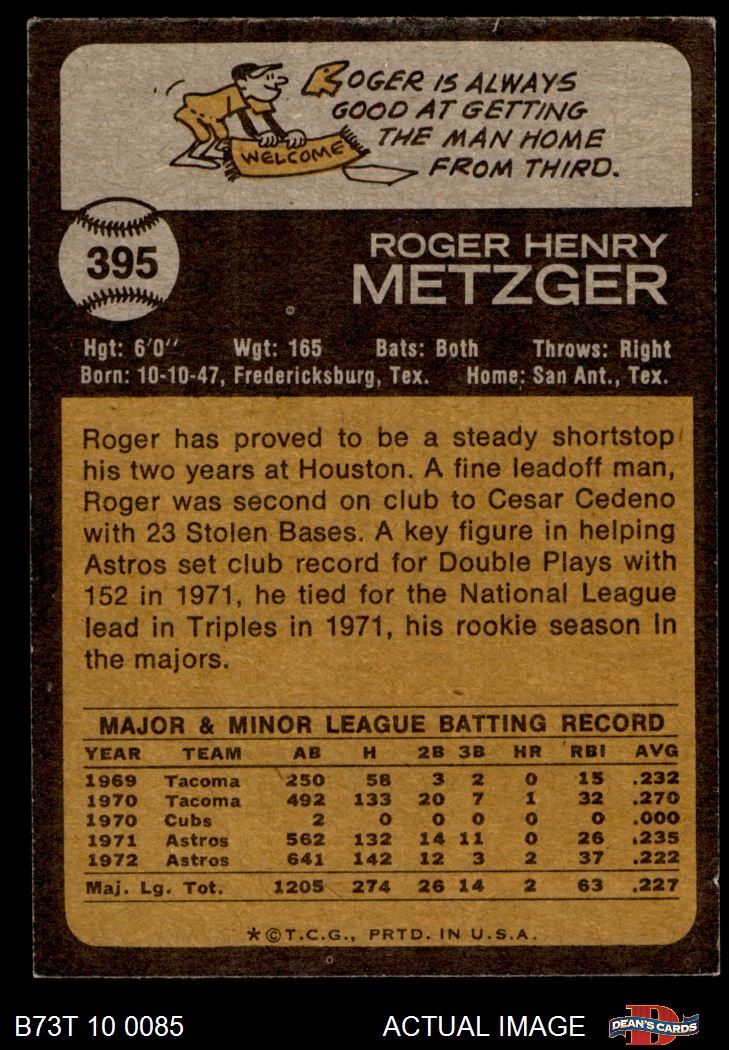 ROGER IS ALWAYS
GOOD AT GETTING
THE MAN HOME
FROM THIRD.
WELCOME
395
ROGER HENRY
METZGER
Hgt: 6'0" Wgt: 165 Bats: Both Throws: Right
Born: 10-10-47, Fredericksburg, Tex. Home: San Ant., Tex.
Roger has proved to be a steady shortstop
his two years at Houston. A fine leadoff man,
Roger was second on club to Cesar Cedeno
with 23 Stolen Bases. A key figure in helping
Astros set club record for Double Plays with
152 in 1971, he tied for the National League
lead in Triples in 1971, his rookie season in
the majors.
MAJOR & MINOR LEAGUE BATTING RECORD
YEAR TEAM AB H 2B 3B HR RBI AVG
1969 Tacoma 250 58 3 2 0 15 .232
1970 Tacoma 492 133 20 7 1 32 .270
1970 Cubs 2 0 0 0 0 0 .000
1971 Astros 562 132 14 11 0 26 .235
1972 Astros 641 142 12 3 2 37 .222
Maj. Lg. Tot. 1205 274 26 14 2 63 .227
*©T.C.G., PRTD. IN U.S.A.
B73T 10 0085 ACTUAL IMAGE
D
DEAN'S CARDS